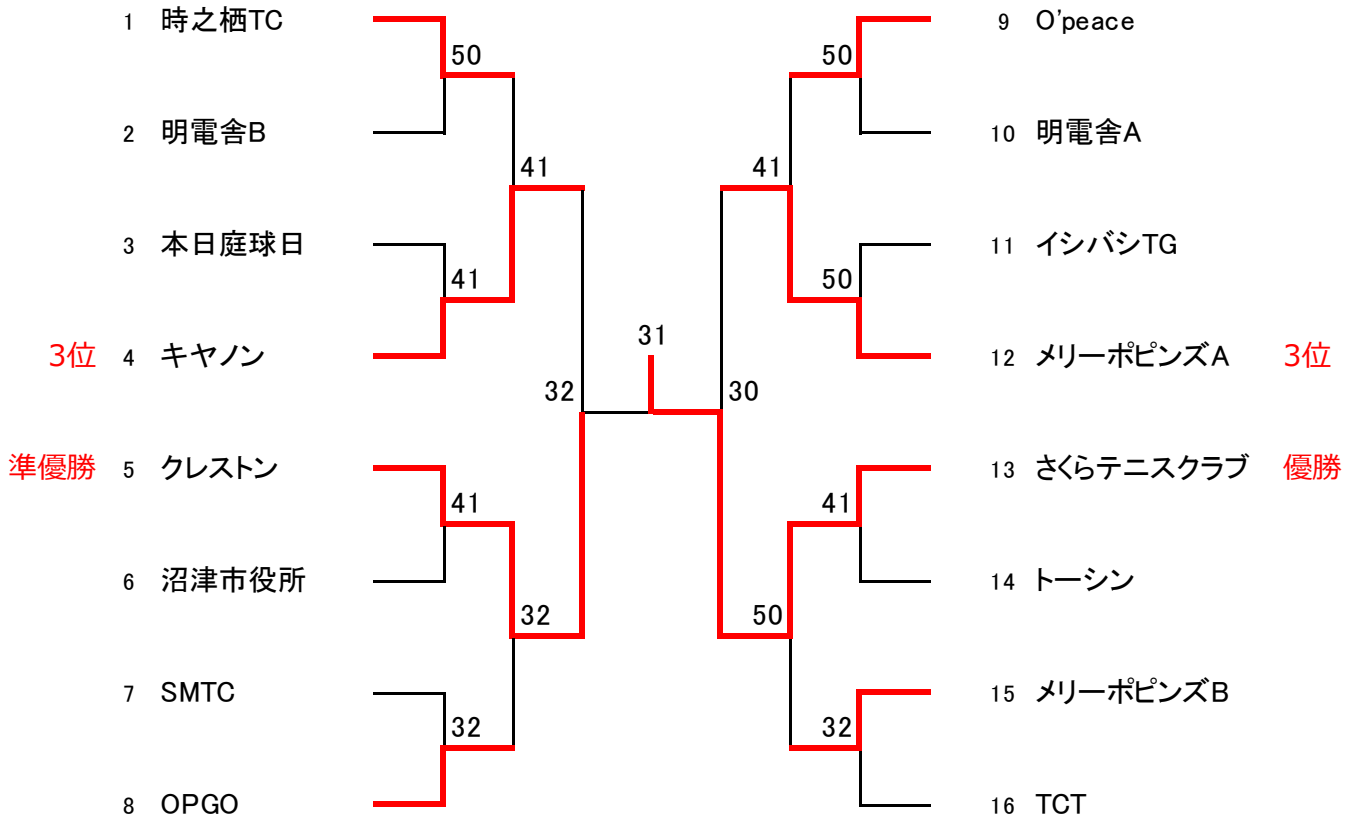 1 時之栖TC
50
2 明電舎B
41
3 本日庭球日
41
3位 4 キヤノン
32
準優勝 5 クレストン
41
6 沼津市役所
32
7 SMTC
32
8 OPGO
31
9 O'peace
50
10 明電舎A
41
11 イシバシTG
50
12 メリーポピンズA 3位
30
13 さくらテニスクラブ 優勝
41
14 トーシン
50
15 メリーポピンズB
32
16 TCT